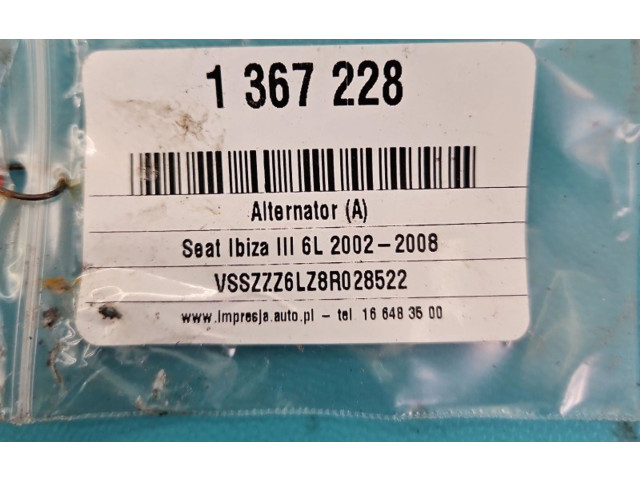 1 367 228
Alternator (A)
Seat Ibiza III 6L 2002-2008
VSSZZZ6LZ8R028522
www.impresja.auto.pl - tel. 16 648 35 00